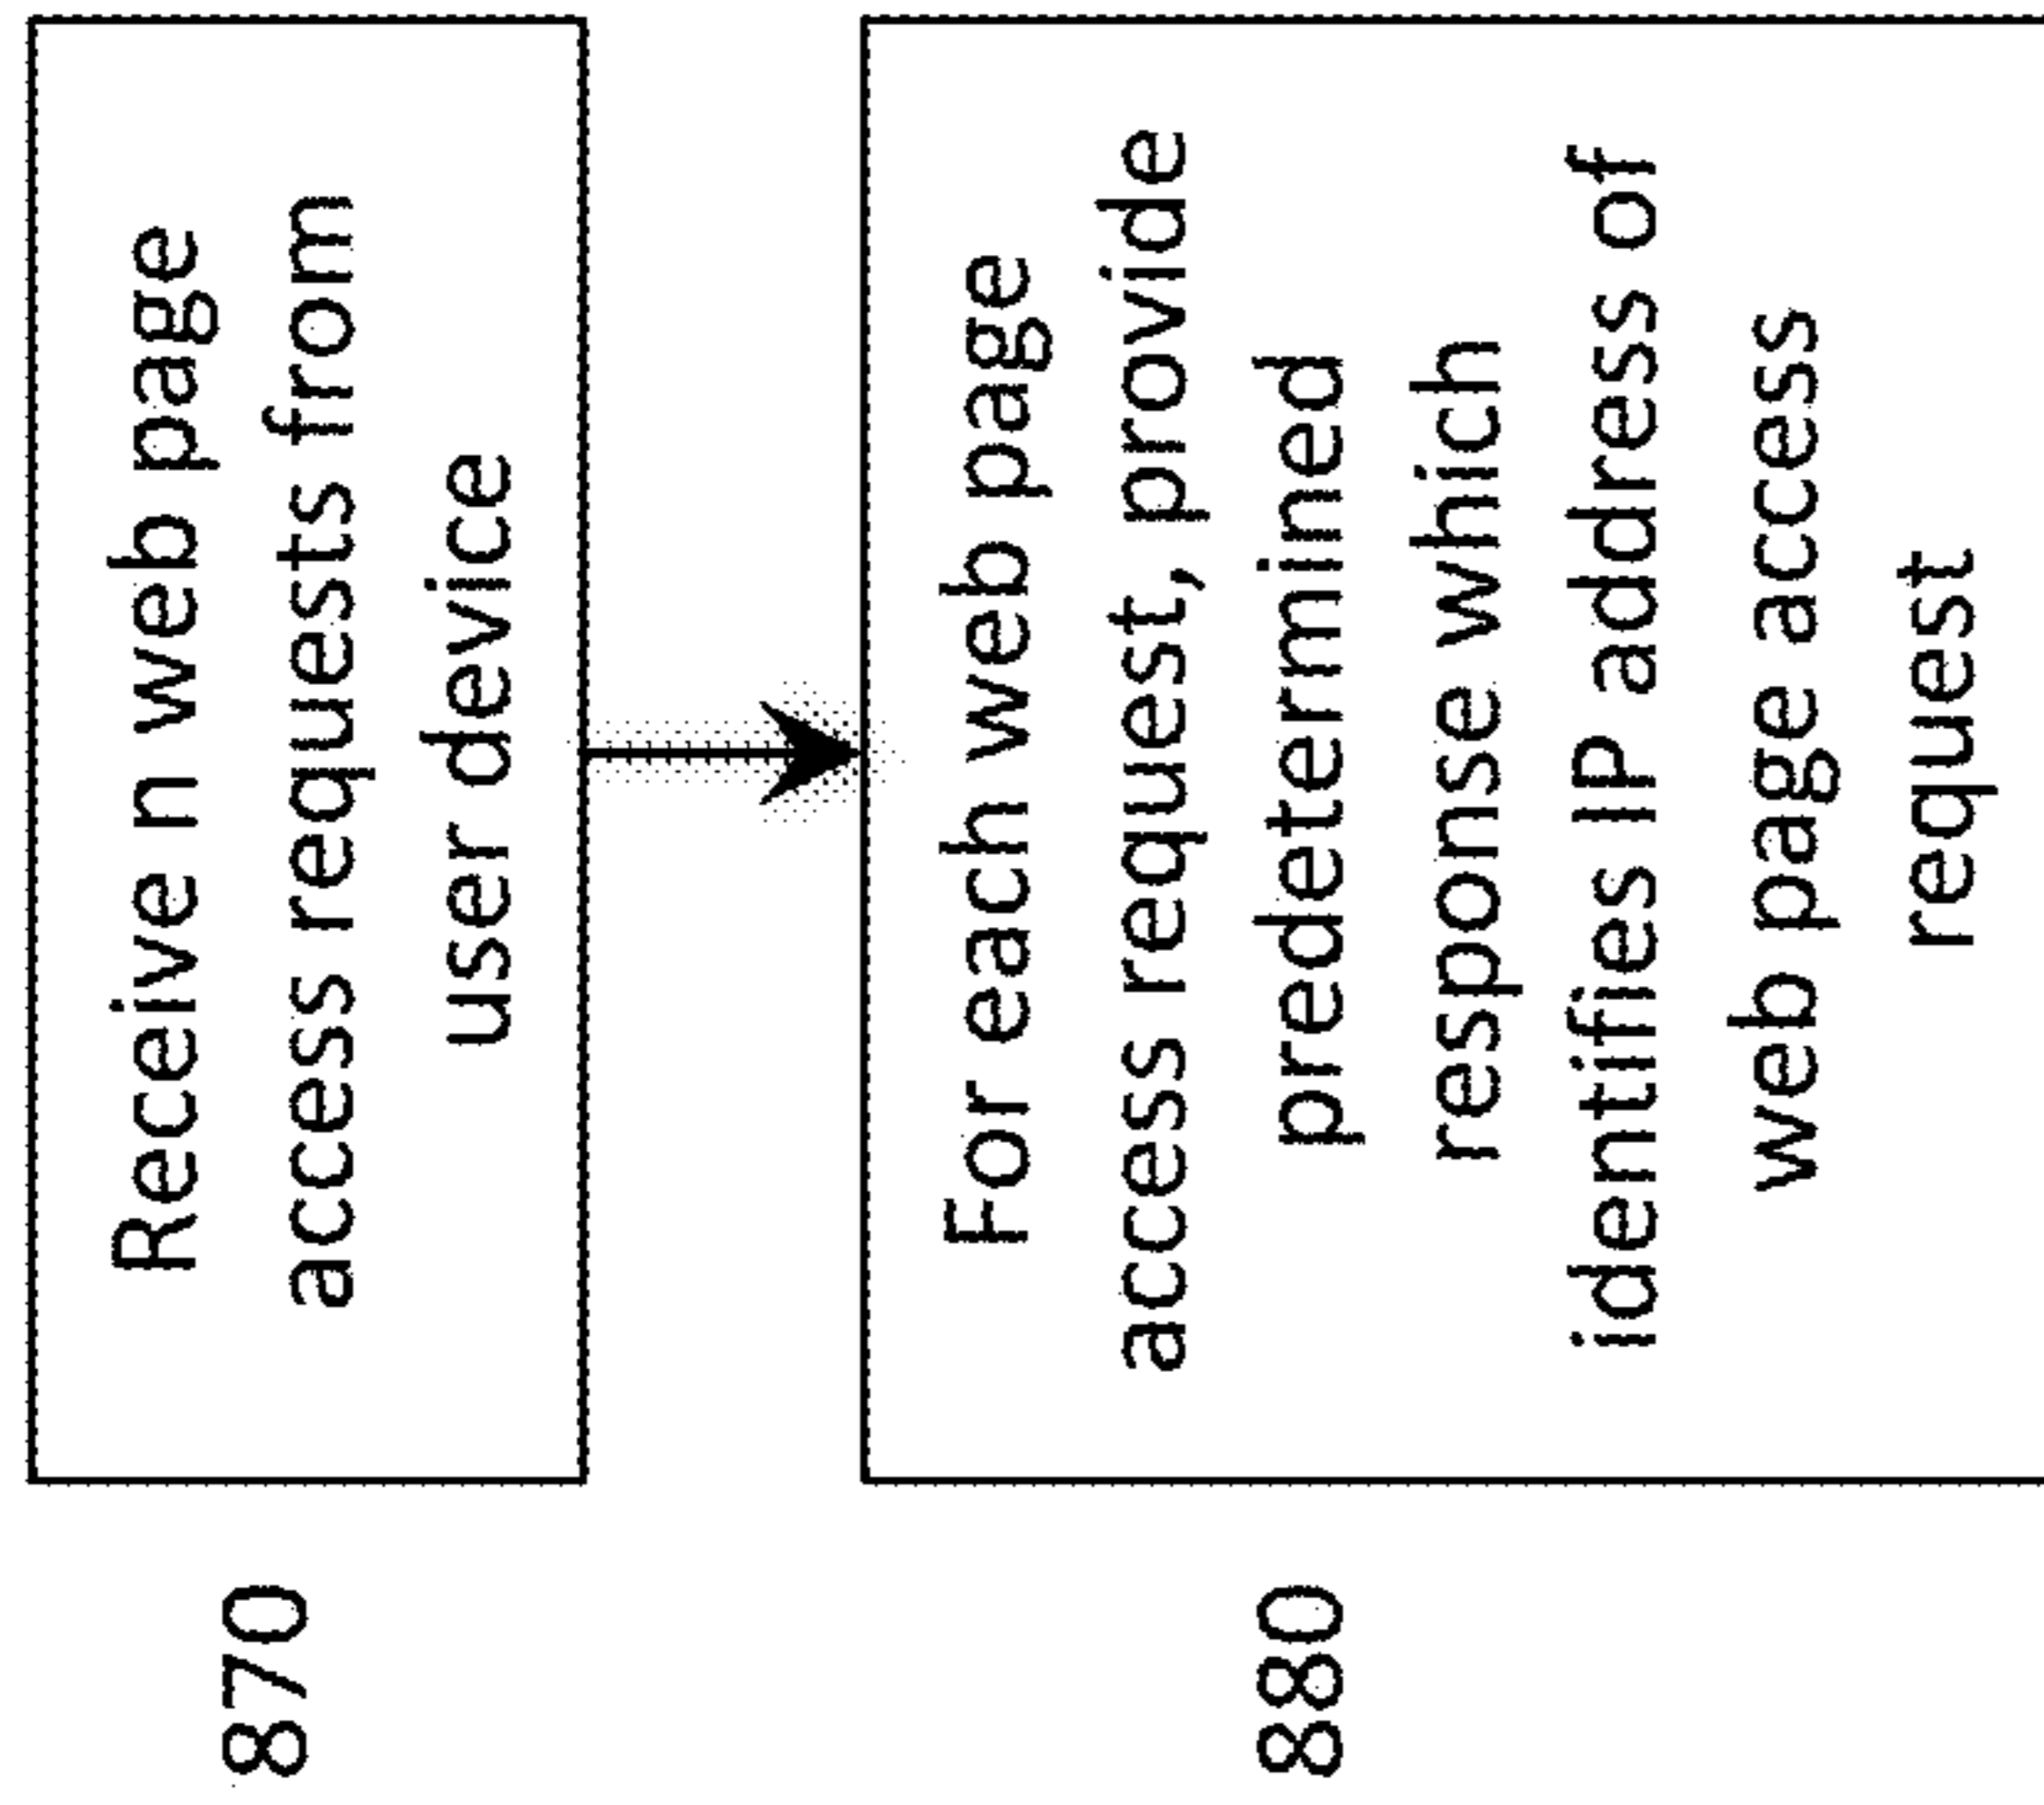 870
Receive n web page
access requests from
user device
880
For each web page
access request, provide
predetermined
response which
identifies IP address of
web page access
request